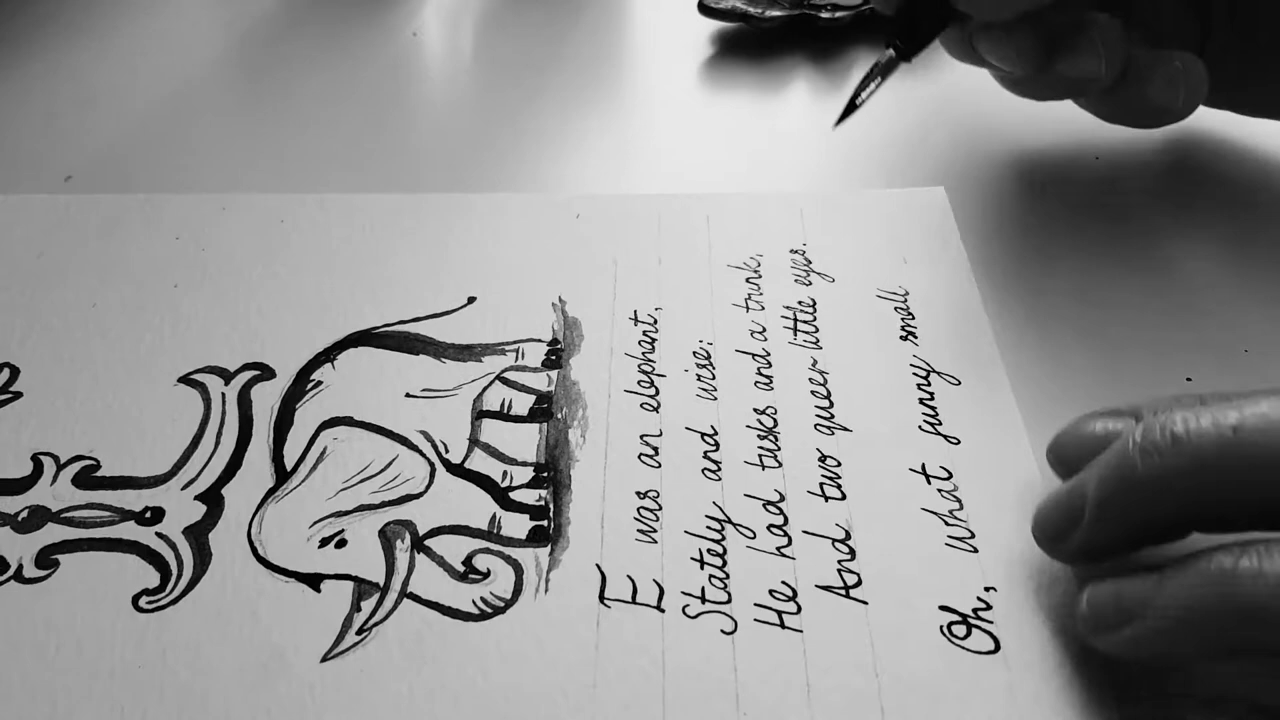 E was an elephant,
Stately and wise:
He had tusks and a trunk,
And two queer little eyes.
Oh, what funny small